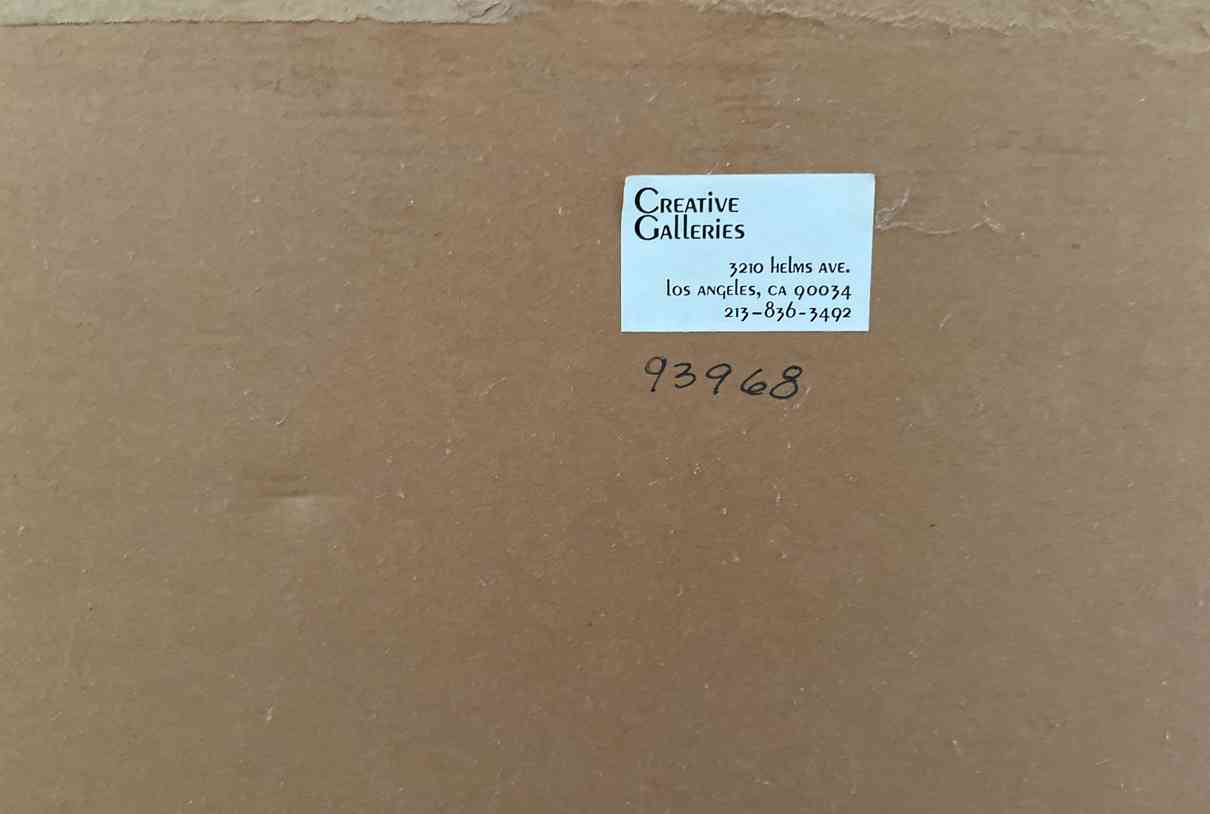 Creative
Galleries
3210 Helms Ave.
Los Angeles, CA 90034
213-836-3492
93968